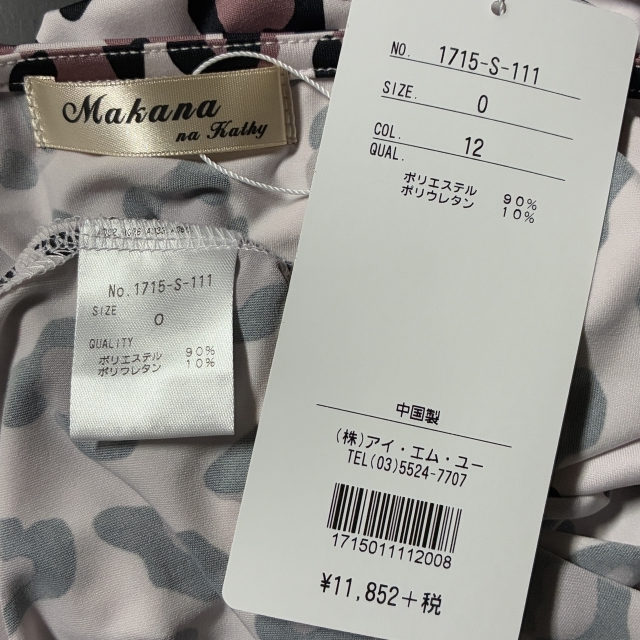 Makana
na Kathy
No.1715-S-111
SIZE
0
QUALITY
ポリエステル 90%
ポリウレタン 10%
NO. 1715-S-111
SIZE. 0
COL. 12
QUAL.
ポリエステル 90%
ポリウレタン 10%
中国製
(株)アイ・エム・ユー
TEL(03)5524-7707
1715011112008
¥11,852+税